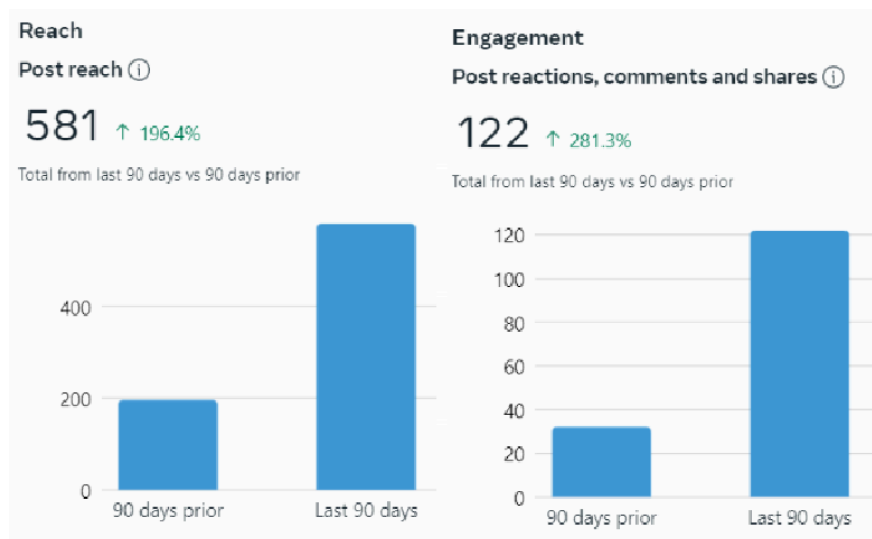 Reach
Post reach
581 ↑ 196.4%
Total from last 90 days vs 90 days prior
400
200
0
90 days prior Last 90 days
Engagement
Post reactions, comments and shares
122 ↑ 281.3%
Total from last 90 days vs 90 days prior
120
100
80
60
40
20
0
90 days prior Last 90 days